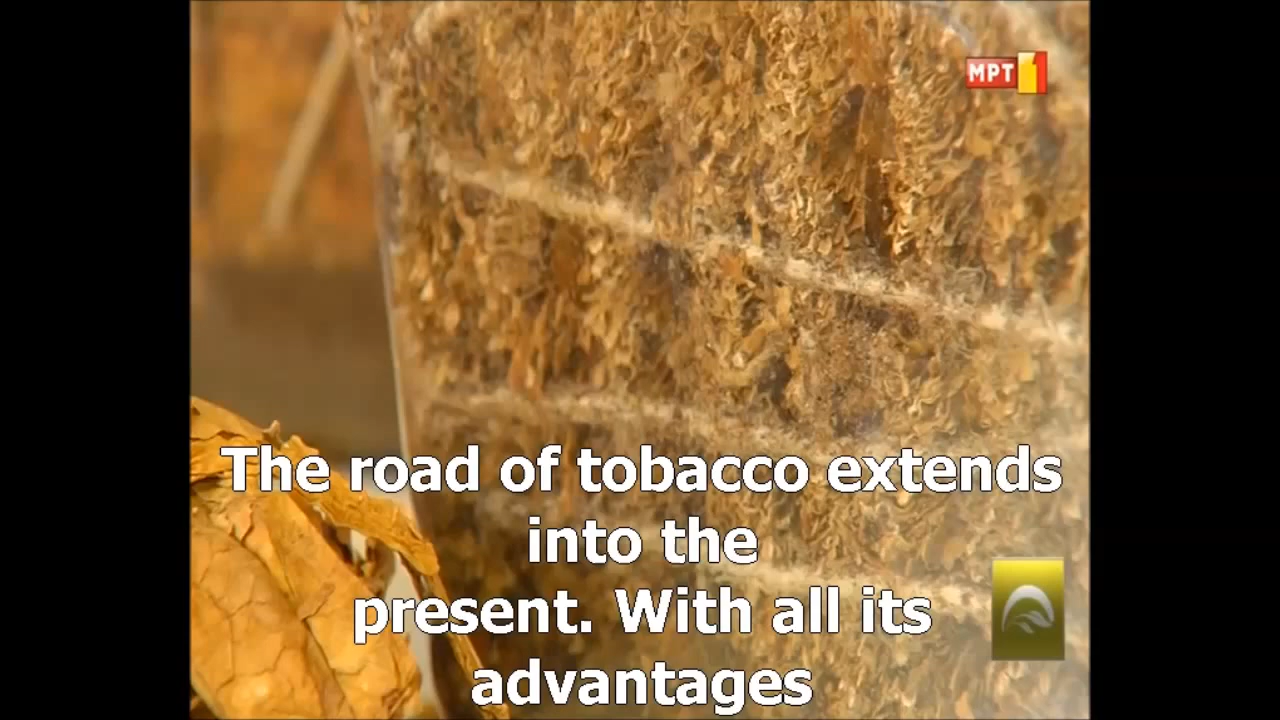 МРТ 1
The road of tobacco extends
into the
present. With all its
advantages